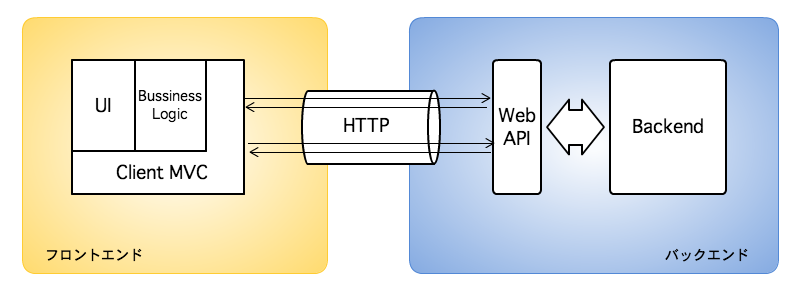 UI
Bussiness
Logic
Client MVC
HTTP
Web
API
Backend
フロントエンド
バックエンド